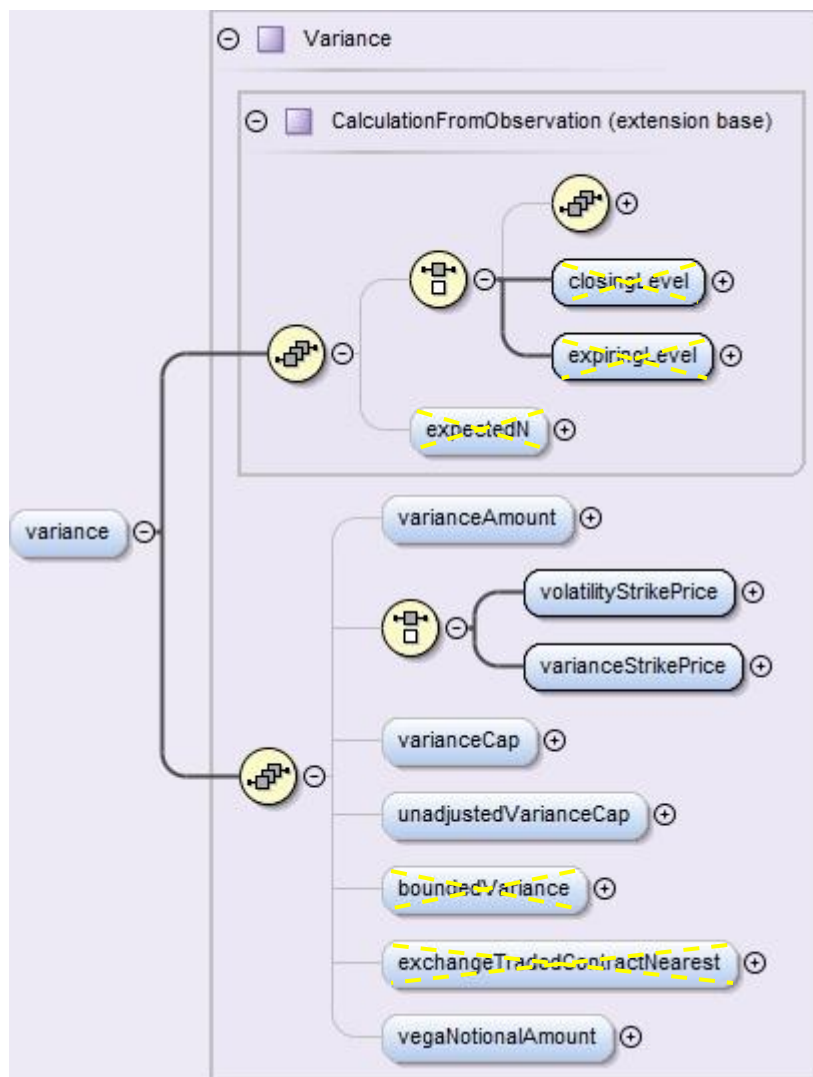 Variance
CalculationFromObservation (extension base)
closingLevel
expiringLevel
expectedN
variance
varianceAmount
volatilityStrikePrice
varianceStrikePrice
varianceCap
unadjustedVarianceCap
boundedVariance
exchangeTradedContractNearest
vegaNotionalAmount